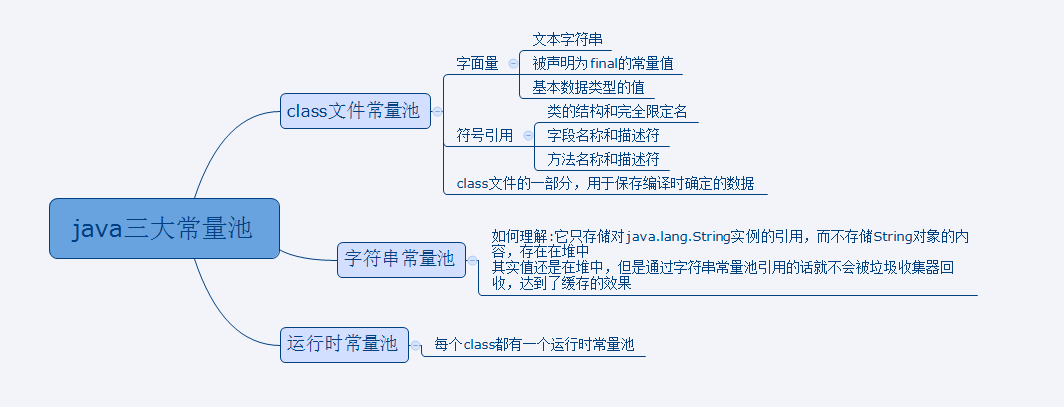 java三大常量池
class文件常量池
字面量
文本字符串
被声明为final的常量值
基本数据类型的值
符号引用
类的结构和完全限定名
字段名称和描述符
方法名称和描述符
class文件的一部分，用于保存编译时确定的数据
字符串常量池
如何理解:它只存储对java.lang.String实例的引用，而不存储String对象的内
容，存在在堆中
其实值还是在堆中，但是通过字符串常量池引用的话就不会被垃圾收集器回
收，达到了缓存的效果
运行时常量池
每个class都有一个运行时常量池